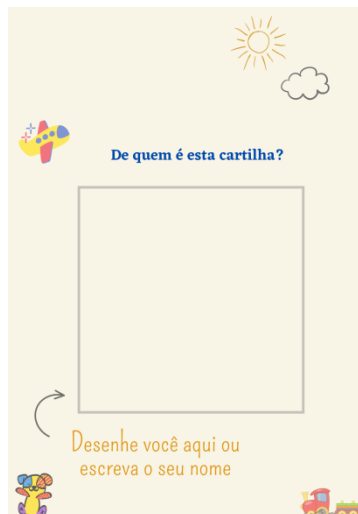 De quem é esta cartilha?
Desenhe você aqui ou
escreva o seu nome